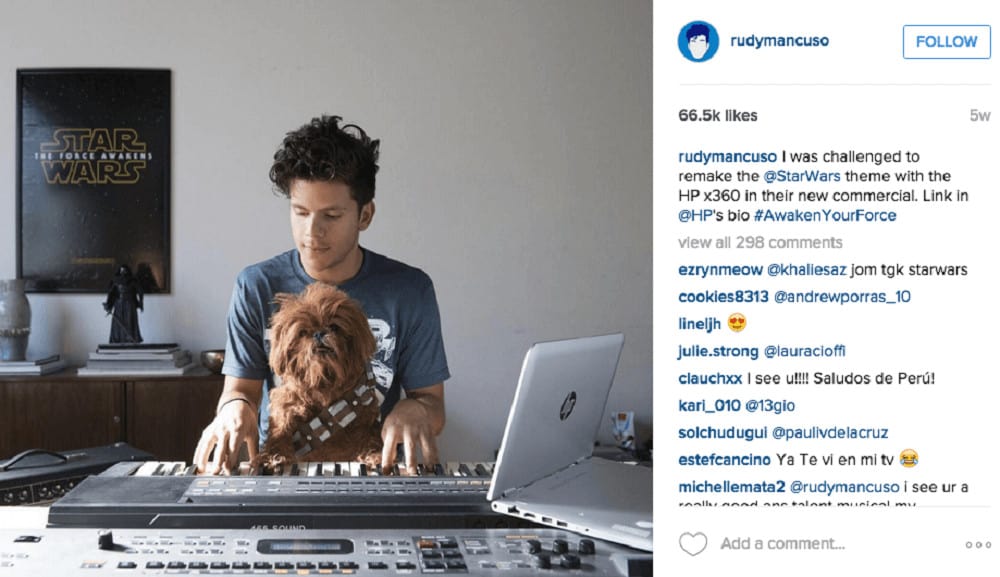 rudymancuso
FOLLOW
66.5k likes
5w
rudymancuso I was challenged to
remake the @StarWars theme with the
HP x360 in their new commercial. Link in
@HP's bio #AwakenYourForce
view all 298 comments
ezrynmeow @khaliesaz jom tgk starwars
cookies8313 @andrewporras_10
lineljh 😍
julie.strong @lauracioffi
clauchxx I see u!!!! Saludos de Perú!
kari_010 @13gio
solchudugui @paulivdelacruz
estefcancino Ya Te vi en mi tv 😂
michellemata2 @rudymancuso i see ur a
really good ans talent musical my
Add a comment...
STAR
THE FORCE AWAKENS
WARS
hp